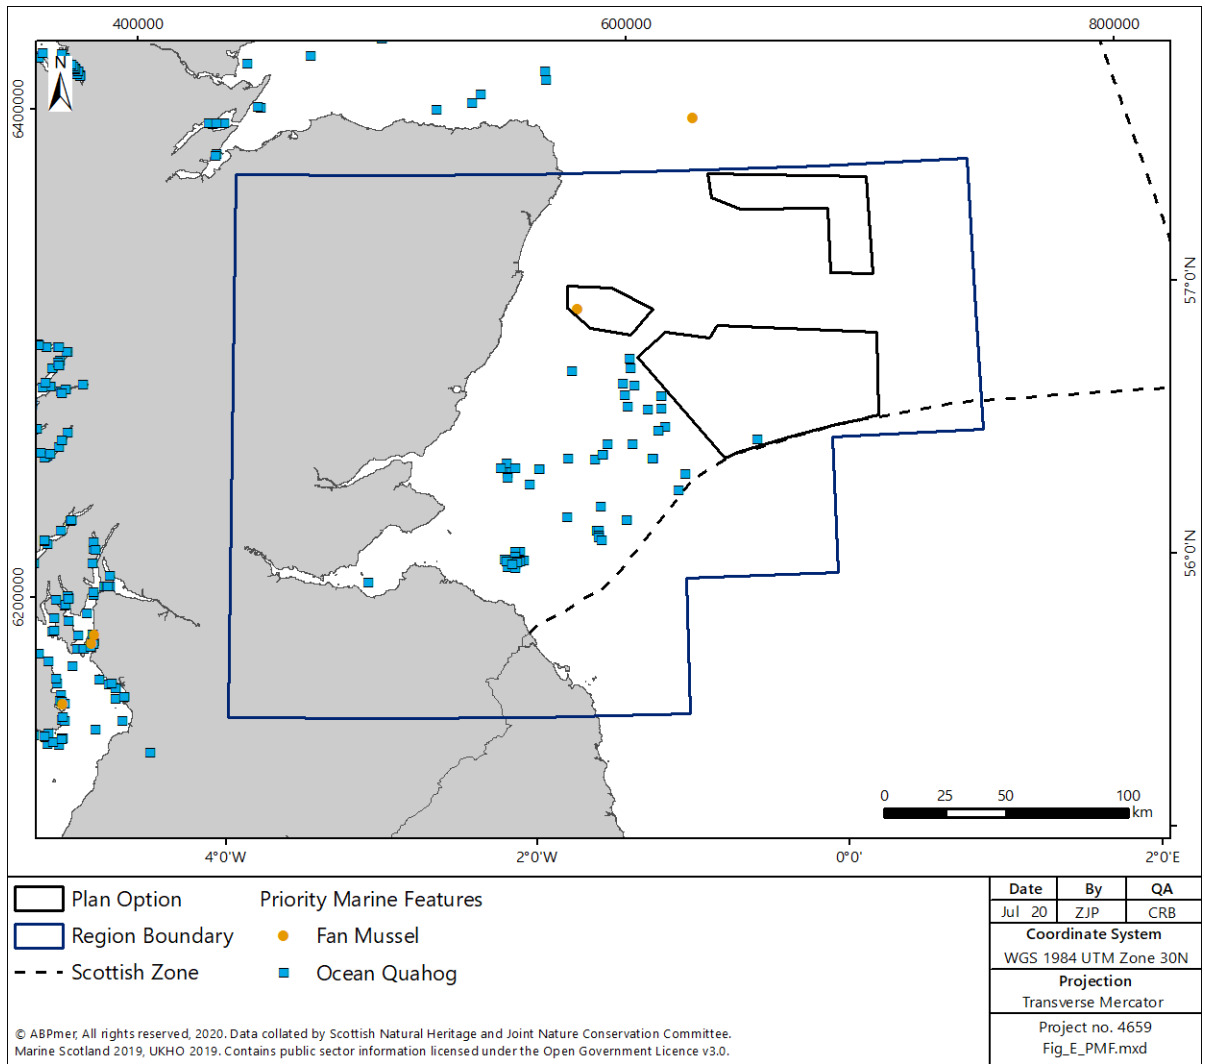 400000
600000
800000
N
6400000
6200000
57°0'N
56°0'N
0
25
50
100
km
4°0'W
2°0'W
0°0'
2°0'E
Plan Option
Region Boundary
Scottish Zone
Priority Marine Features
Fan Mussel
Ocean Quahog
Date By QA
Jul 20 ZJP CRB
Coordinate System
WGS 1984 UTM Zone 30N
Projection
Transverse Mercator
Project no. 4659
Fig_E_PMF.mxd
© ABPmer, All rights reserved, 2020. Data collated by Scottish Natural Heritage and Joint Nature Conservation Committee.
Marine Scotland 2019, UKHO 2019. Contains public sector information licensed under the Open Government Licence v3.0.